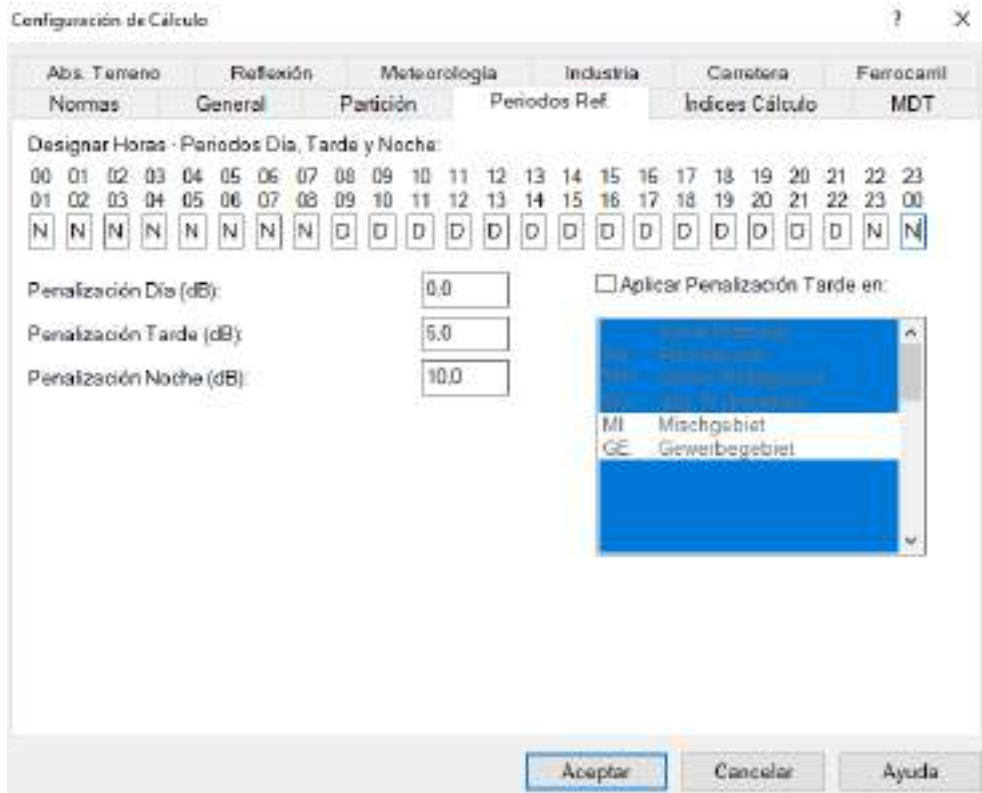 Configuración de Cálculo ? X
Abs. Terreno Reflexión Meteorología Industria Carretera Ferrocarril
Normas General Partición Periodos Ref. Índices Cálculo MDT
Designar Horas - Periodos Día, Tarde y Noche:
00 01 02 03 04 05 06 07 08 09 10 11 12 13 14 15 16 17 18 19 20 21 22 23
01 02 03 04 05 06 07 08 09 10 11 12 13 14 15 16 17 18 19 20 21 22 23 00
N N N N N N N N D D D D D D D D D D D D D D N N
Penalización Día (dB): 0,0
Aplicar Penalización Tarde en:
Penalización Tarde (dB): 5,0
Penalización Noche (dB): 10,0
MI Mischgebiet
GE Gewerbegebiet
Aceptar Cancelar Ayuda